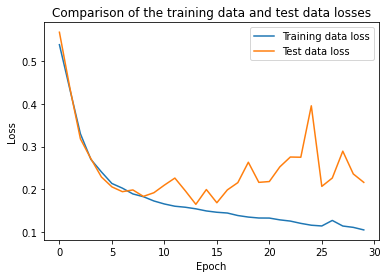 Comparison of the training data and test data losses
Training data loss
Test data loss
Loss
0.5
0.4
0.3
0.2
0.1
0 5 10 15 20 25 30
Epoch